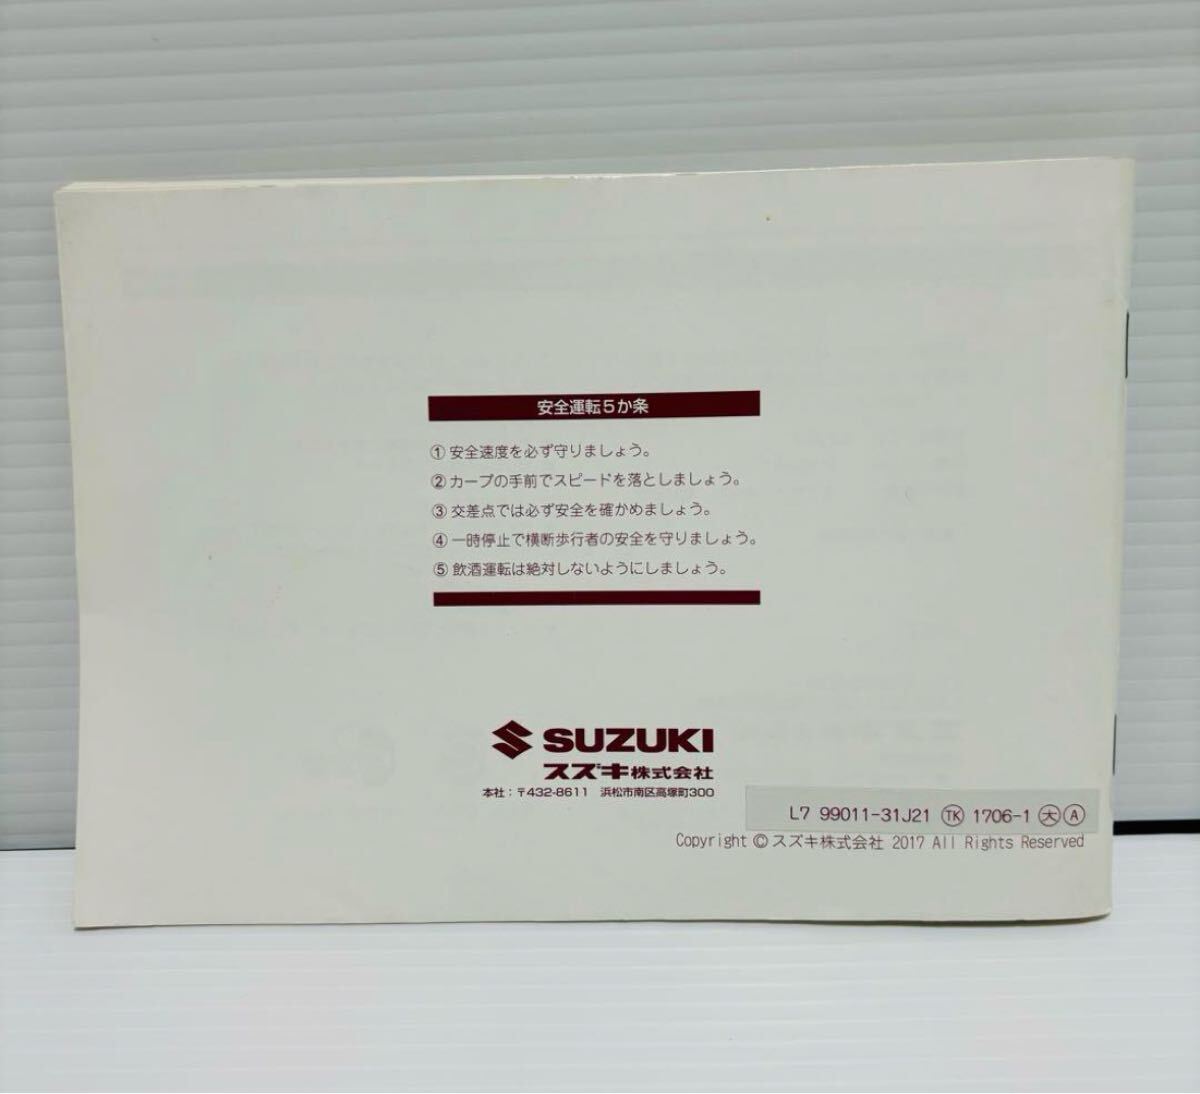 安全運転5か条
① 安全速度を必ず守りましょう。
② カーブの手前でスピードを落としましょう。
③ 交差点では必ず安全を確かめましょう。
④ 一時停止で横断歩行者の安全を守りましょう。
⑤ 飲酒運転は絶対しないようにしましょう。
SUZUKI
スズキ株式会社
本社：〒432-8611 浜松市南区高塚町300
L7 99011-31J21 ㏍ 1706-1 大 A
Copyright © スズキ株式会社 2017 All Rights Reserved